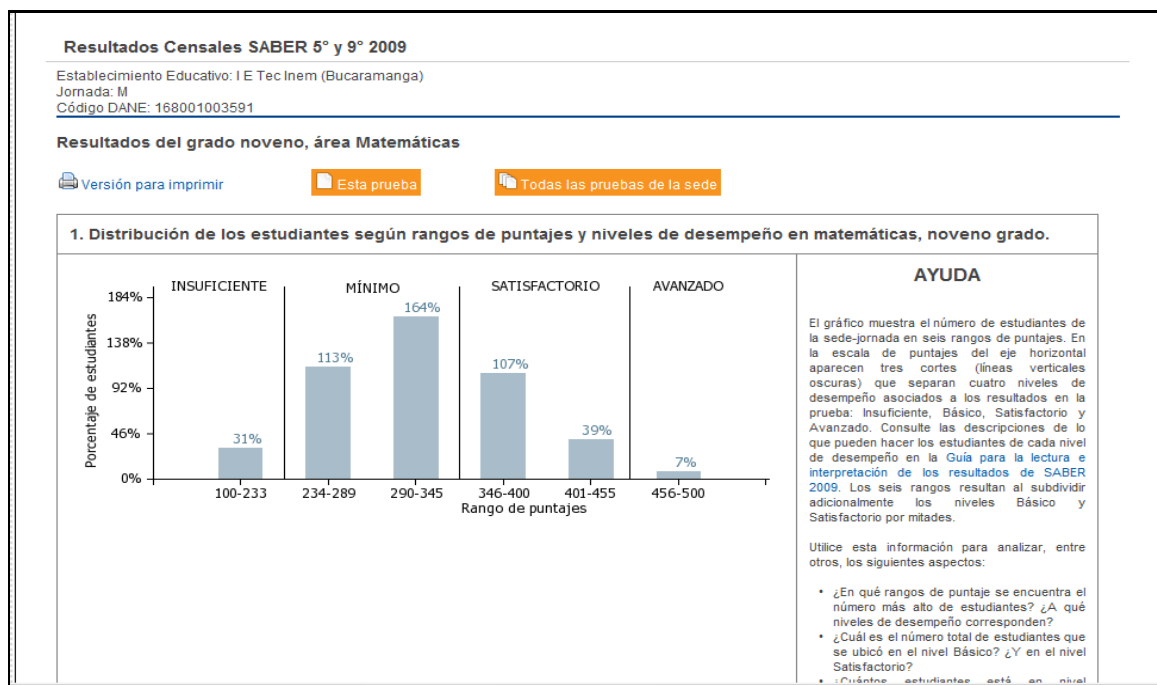 Resultados Censales SABER 5° y 9° 2009
Establecimiento Educativo: I E Tec Inem (Bucaramanga)
Jornada: M
Código DANE: 168001003591
Resultados del grado noveno, área Matemáticas
Versión para imprimir
Esta prueba
Todas las pruebas de la sede
1. Distribución de los estudiantes según rangos de puntajes y niveles de desempeño en matemáticas, noveno grado.
INSUFICIENTE MÍNIMO SATISFACTORIO AVANZADO
184%
138%
92%
46%
0%
Porcentaje de estudiantes
31%
113%
164%
107%
39%
7%
100-233 234-289 290-345 346-400 401-455 456-500
Rango de puntajes
AYUDA
El gráfico muestra el número de estudiantes de
la sede-jornada en seis rangos de puntajes. En
la escala de puntajes del eje horizontal
aparecen tres cortes (líneas verticales
oscuras) que separan cuatro niveles de
desempeño asociados a los resultados en la
prueba: Insuficiente, Básico, Satisfactorio y
Avanzado. Consulte las descripciones de lo
que pueden hacer los estudiantes de cada nivel
de desempeño en la Guía para la lectura e
interpretación de los resultados de SABER
2009. Los seis rangos resultan al subdividir
adicionalmente los niveles Básico y
Satisfactorio por mitades.
Utilice esta información para analizar, entre
otros, los siguientes aspectos:
• ¿En qué rangos de puntaje se encuentra el
número más alto de estudiantes? ¿A qué
niveles de desempeño corresponden?
• ¿Cuál es el número total de estudiantes que
se ubicó en el nivel Básico? ¿Y en el nivel
Satisfactorio?
• ¿Cuántos estudiantes está en nivel